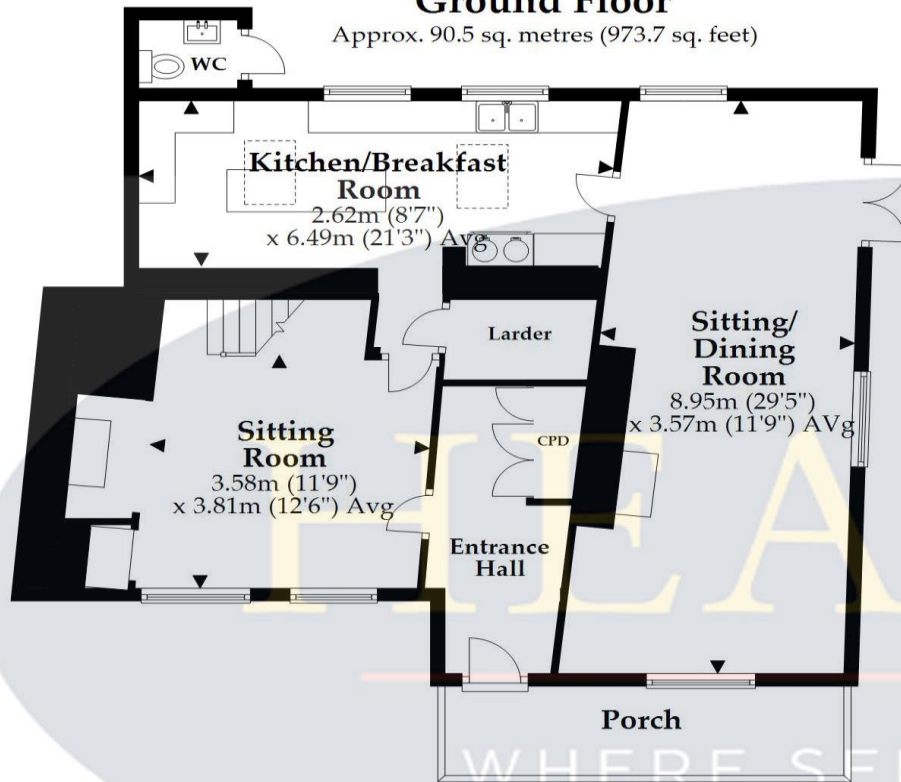 Ground Floor
Approx. 90.5 sq. metres (973.7 sq. feet)
WC
Kitchen/Breakfast
Room
2.62m (8'7")
x 6.49m (21'3") Avg
Larder
Sitting/
Dining
Room
8.95m (29'5")
x 3.57m (11'9") AVg
Sitting
Room
3.58m (11'9")
x 3.81m (12'6") Avg
CPD
Entrance
Hall
HEA
Porch
WHERE SE